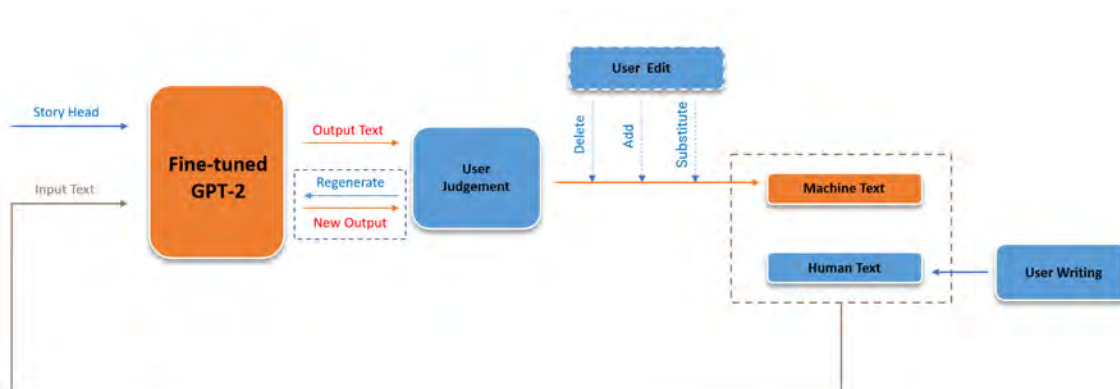 User Edit
Story Head
Output Text
Delete
Add
Substitute
Fine-tuned
GPT-2
User
Judgement
Input Text
Regenerate
New Output
Machine Text
Human Text
User Writing